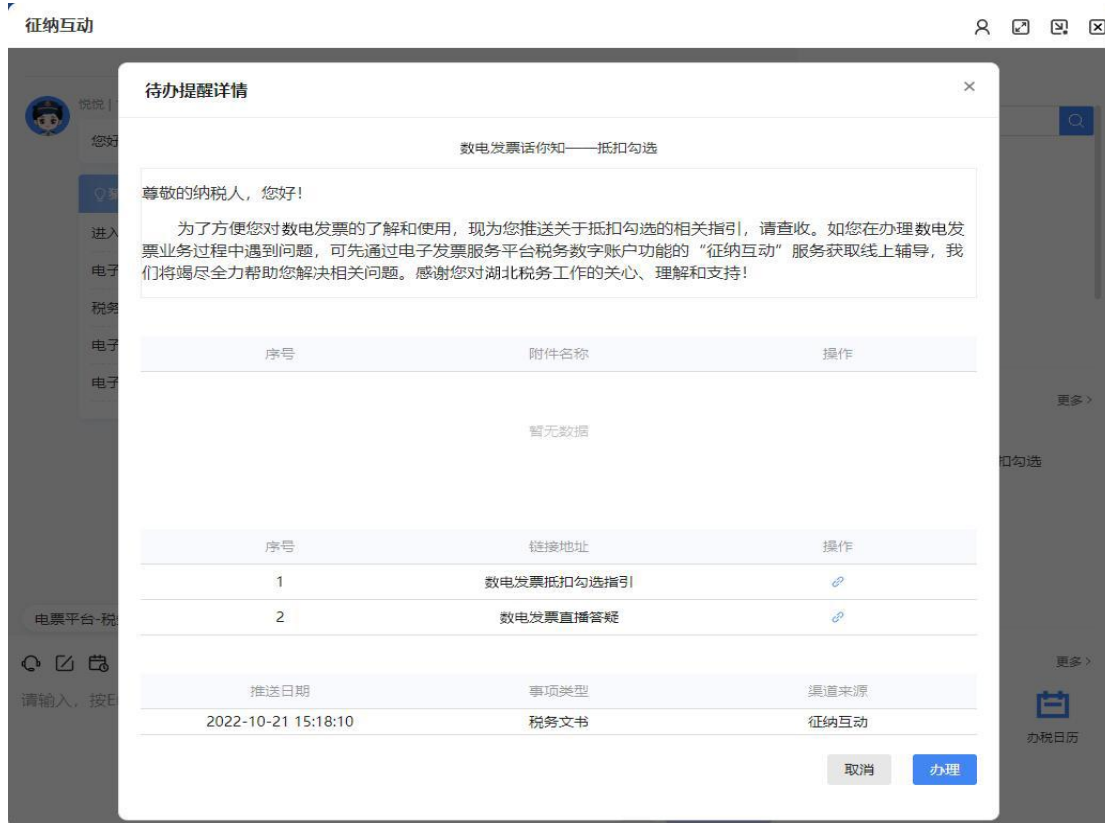 征纳互动
待办提醒详情
悦悦
您好
数电发票话你知——抵扣勾选
尊敬的纳税人，您好！
为了方便您对数电发票的了解和使用，现为您推送关于抵扣勾选的相关指引，请查收。如您在办理数电发
票业务过程中遇到问题，可先通过电子发票服务平台税务数字账户功能的“征纳互动”服务获取线上辅导，我
们将竭尽全力帮助您解决相关问题。感谢您对湖北税务工作的关心、理解和支持！
进入
电子
税务
电子
电子
序号 附件名称 操作
更多
暂无数据
扣勾选
序号 链接地址 操作
1 数电发票抵扣勾选指引
2 数电发票直播答疑
电票平台-税
更多
请输入，按E
推送日期 事项类型 渠道来源
2022-10-21 15:18:10 税务文书 征纳互动
办税日历
取消 办理